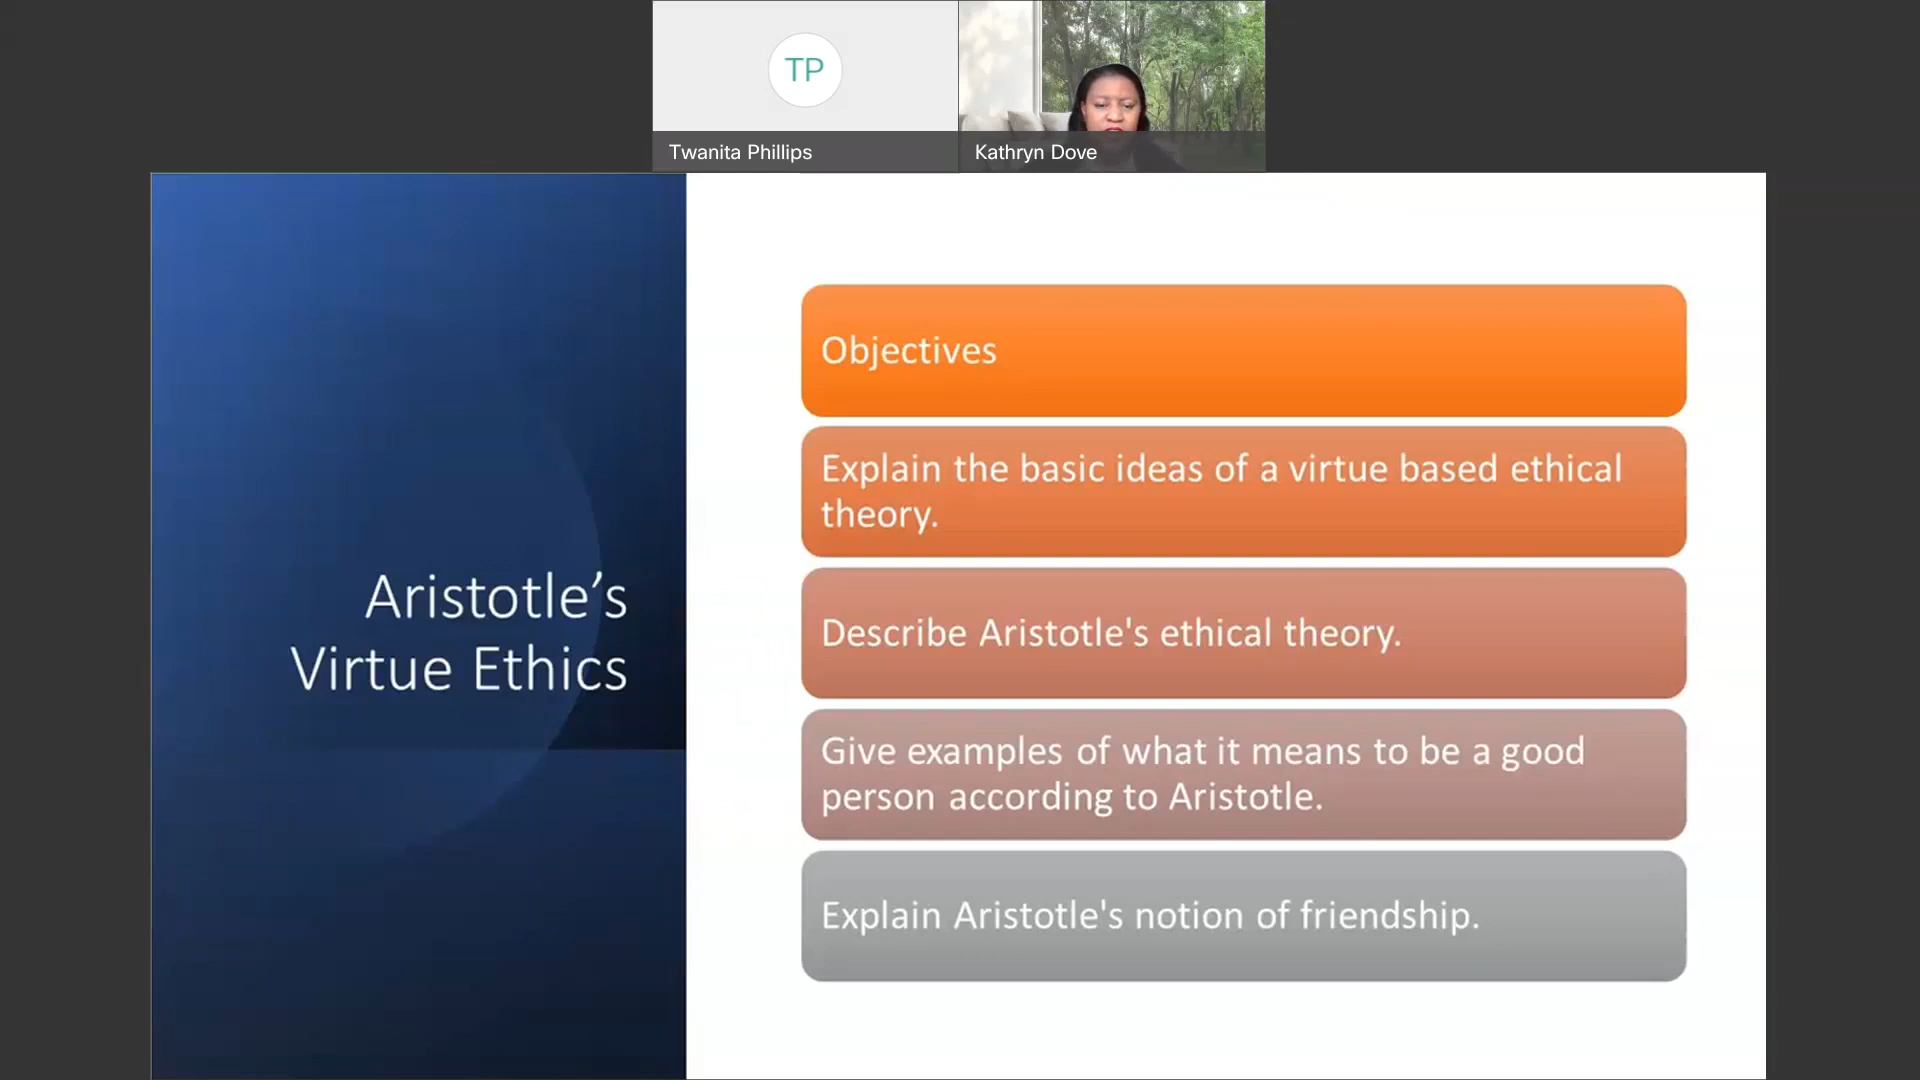 TP
Twanita Phillips
Kathryn Dove
Aristotle’s
Virtue Ethics
Objectives
Explain the basic ideas of a virtue based ethical
theory.
Describe Aristotle's ethical theory.
Give examples of what it means to be a good
person according to Aristotle.
Explain Aristotle's notion of friendship.